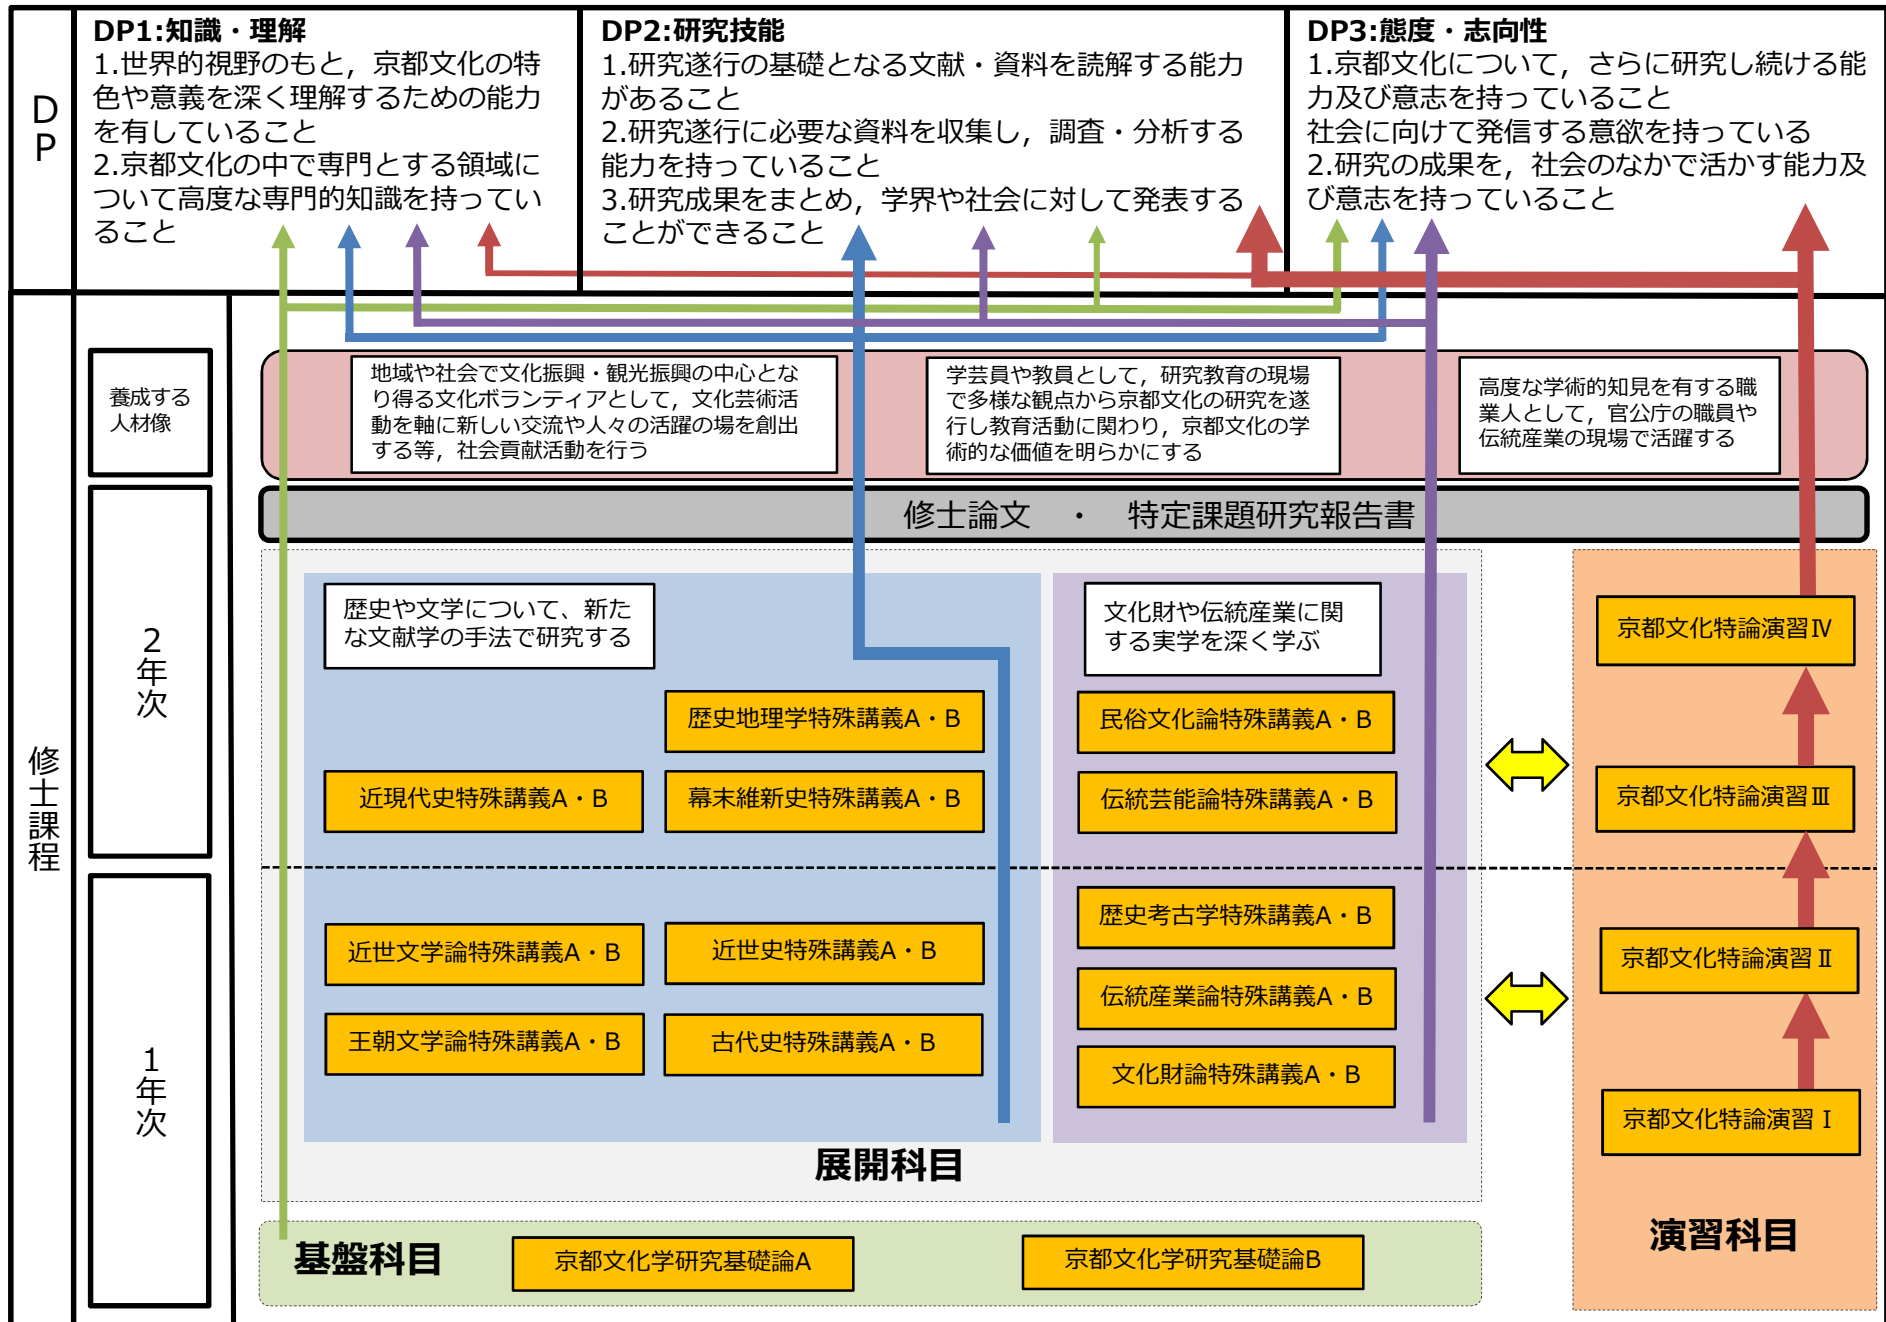 DP
DP1:知識・理解
1.世界的視野のもと，京都文化の特
色や意義を深く理解するための能力
を有していること
2.京都文化の中で専門とする領域に
ついて高度な専門的知識を持ってい
ること
DP2:研究技能
1.研究遂行の基礎となる文献・資料を読解する能力
があること
2.研究遂行に必要な資料を収集し，調査・分析する
能力を持っていること
3.研究成果をまとめ，学界や社会に対して発表する
ことができること
DP3:態度・志向性
1.京都文化について，さらに研究し続ける能
力及び意志を持っていること
社会に向けて発信する意欲を持っている
2.研究の成果を，社会のなかで活かす能力及
び意志を持っていること
修士課程
養成する
人材像
地域や社会で文化振興・観光振興の中心とな
り得る文化ボランティアとして，文化芸術活
動を軸に新しい交流や人々の活躍の場を創出
する等，社会貢献活動を行う
学芸員や教員として，研究教育の現場
で多様な観点から京都文化の研究を遂
行し教育活動に関わり，京都文化の学
術的な価値を明らかにする
高度な学術的知見を有する職
業人として，官公庁の職員や
伝統産業の現場で活躍する
修士論文　・　特定課題研究報告書
2年次
歴史や文学について、新た
な文献学の手法で研究する
文化財や伝統産業に関
する実学を深く学ぶ
京都文化特論演習Ⅳ
歴史地理学特殊講義A・B
民俗文化論特殊講義A・B
近現代史特殊講義A・B
幕末維新史特殊講義A・B
伝統芸能論特殊講義A・B
京都文化特論演習Ⅲ
1年次
歴史考古学特殊講義A・B
近世文学論特殊講義A・B
近世史特殊講義A・B
京都文化特論演習Ⅱ
伝統産業論特殊講義A・B
王朝文学論特殊講義A・B
古代史特殊講義A・B
文化財論特殊講義A・B
京都文化特論演習Ⅰ
展開科目
基盤科目
京都文化学研究基礎論A
京都文化学研究基礎論B
演習科目